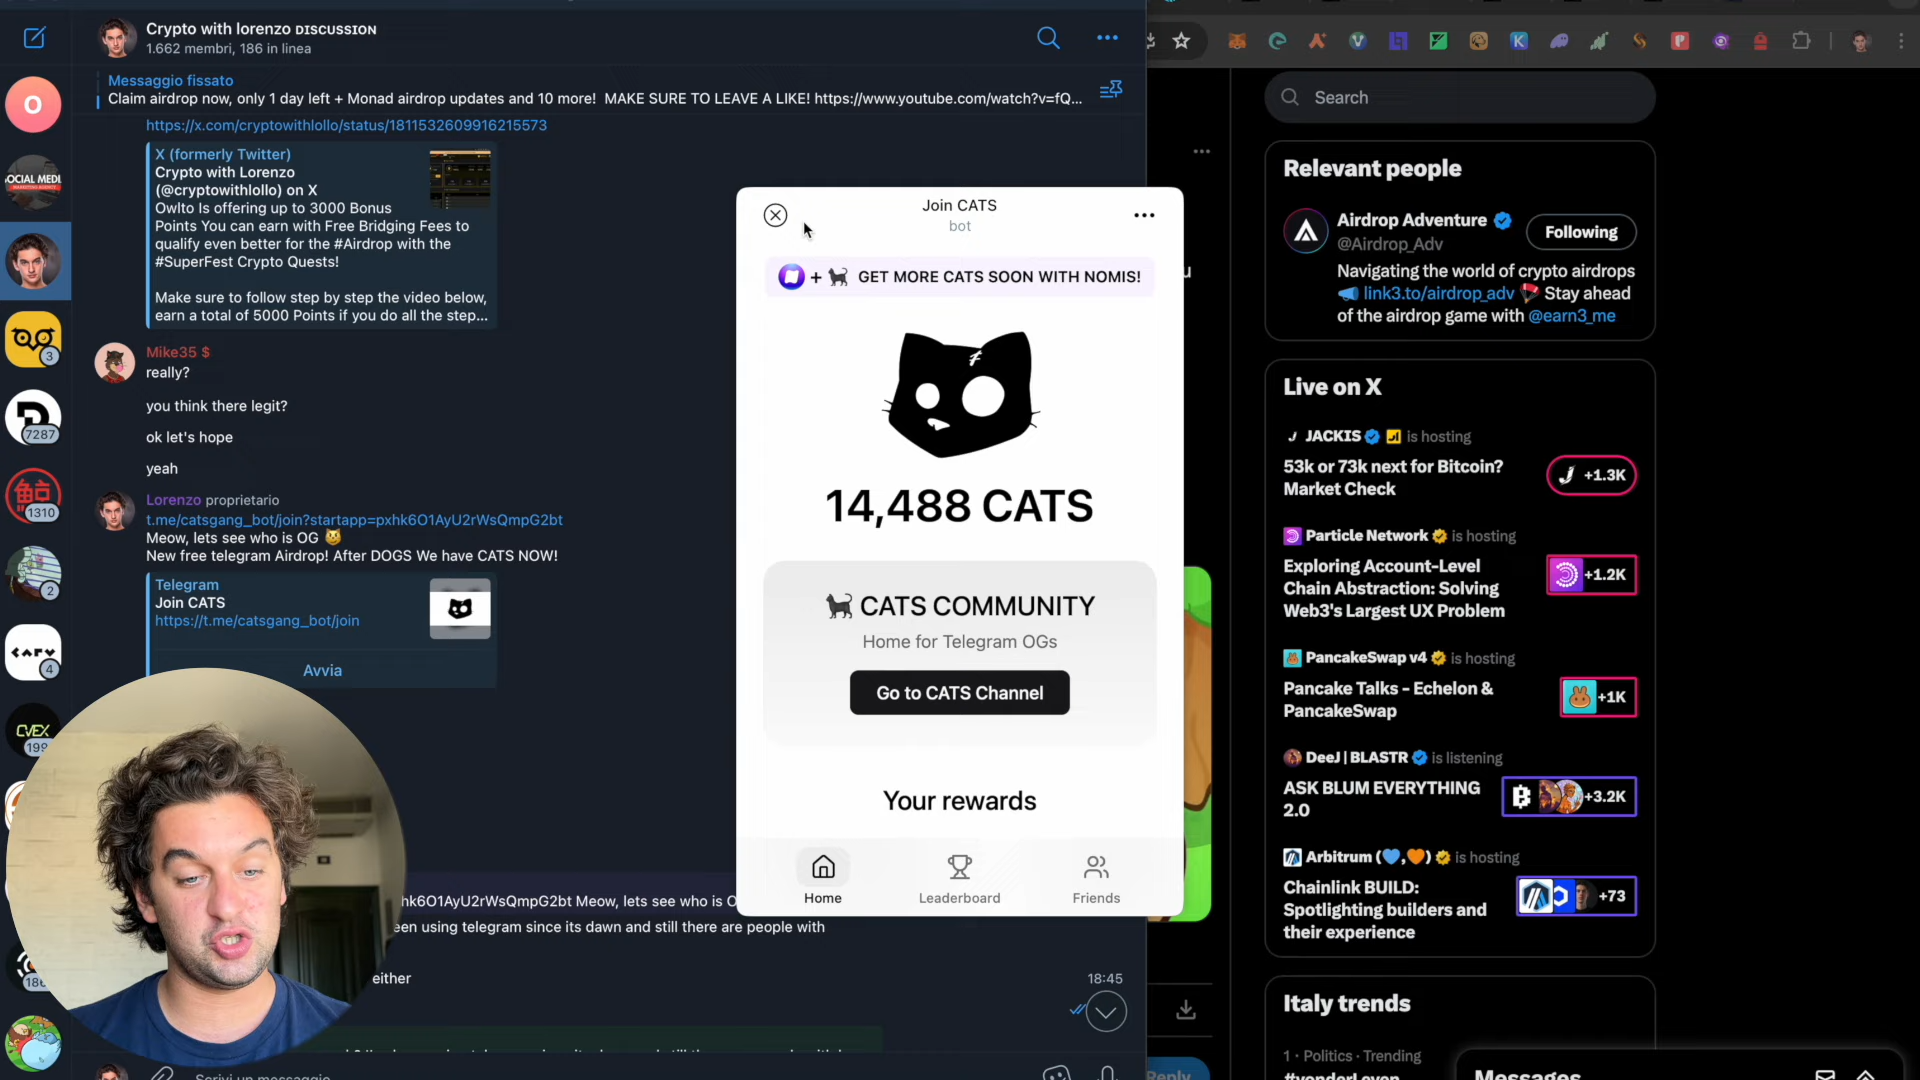 Crypto with lorenzo DISCUSSION
1.662 membri, 186 in linea
Messaggio fissato
Claim airdrop now, only 1 day left + Monad airdrop updates and 10 more! MAKE SURE TO LEAVE A LIKE! https://www.youtube.com/watch?v=fQ...
https://x.com/cryptowithlollo/status/1811532609916215573
X (formerly Twitter)
Crypto with Lorenzo
(@cryptowithlollo) on X
Owlto Is offering up to 3000 Bonus
Points You can earn with Free Bridging Fees to
qualify even better for the #Airdrop with the
#SuperFest Crypto Quests!
Make sure to follow step by step the video below,
earn a total of 5000 Points if you do all the step...
Mike35 $
really?
you think there legit?
ok let's hope
yeah
Lorenzo proprietario
t.me/catsgang_bot/join?startapp=pxhk6O1AyU2rWsQmpG2bt
Meow, lets see who is OG
New free telegram Airdrop! After DOGS We have CATS NOW!
Telegram
Join CATS
https://t.me/catsgang_bot/join
Avvia
hk6O1AyU2rWsQmpG2bt Meow, lets see who is O
een using telegram since its dawn and still there are people with
either
18:45
Scrivi un messaggio
O
OCIAL MEDI
3
7287
1310
2
4
CVEX
199
186
Join CATS
bot
+ GET MORE CATS SOON WITH NOMIS!
14,488 CATS
CATS COMMUNITY
Home for Telegram OGs
Go to CATS Channel
Your rewards
Home
Leaderboard
Friends
u
Reply
Search
Relevant people
Airdrop Adventure
@Airdrop_Adv
Following
Navigating the world of crypto airdrops
link3.to/airdrop_adv Stay ahead
of the airdrop game with @earn3_me
Live on X
JACKIS is hosting
53k or 73k next for Bitcoin?
Market Check
+1.3K
Particle Network is hosting
Exploring Account-Level
Chain Abstraction: Solving
Web3's Largest UX Problem
+1.2K
PancakeSwap v4 is hosting
Pancake Talks - Echelon &
PancakeSwap
+1K
DeeJ | BLASTR is listening
ASK BLUM EVERYTHING
2.0
+3.2K
Arbitrum (💙,🧡) is hosting
Chainlink BUILD:
Spotlighting builders and
their experience
+73
Italy trends
1 · Politics · Trending
Messages